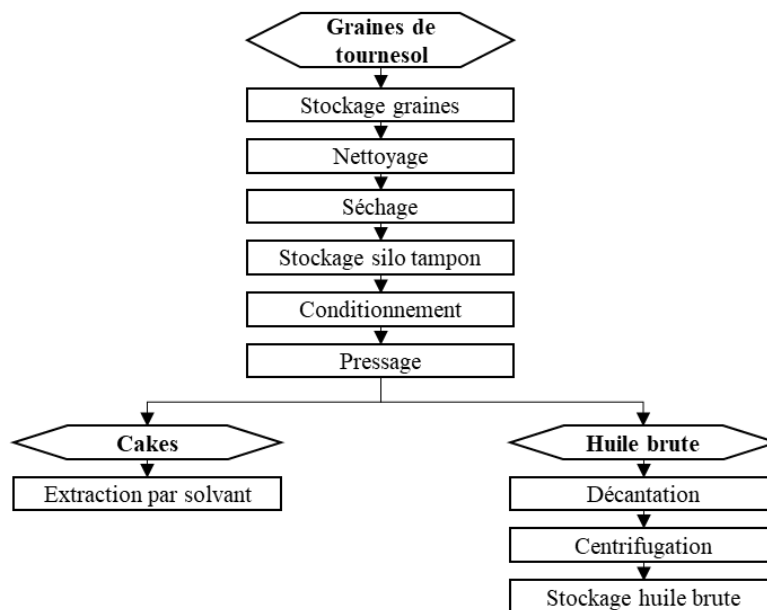 Graines de
tournesol
Stockage graines
Nettoyage
Séchage
Stockage silo tampon
Conditionnement
Pressage
Cakes
Extraction par solvant
Huile brute
Décantation
Centrifugation
Stockage huile brute